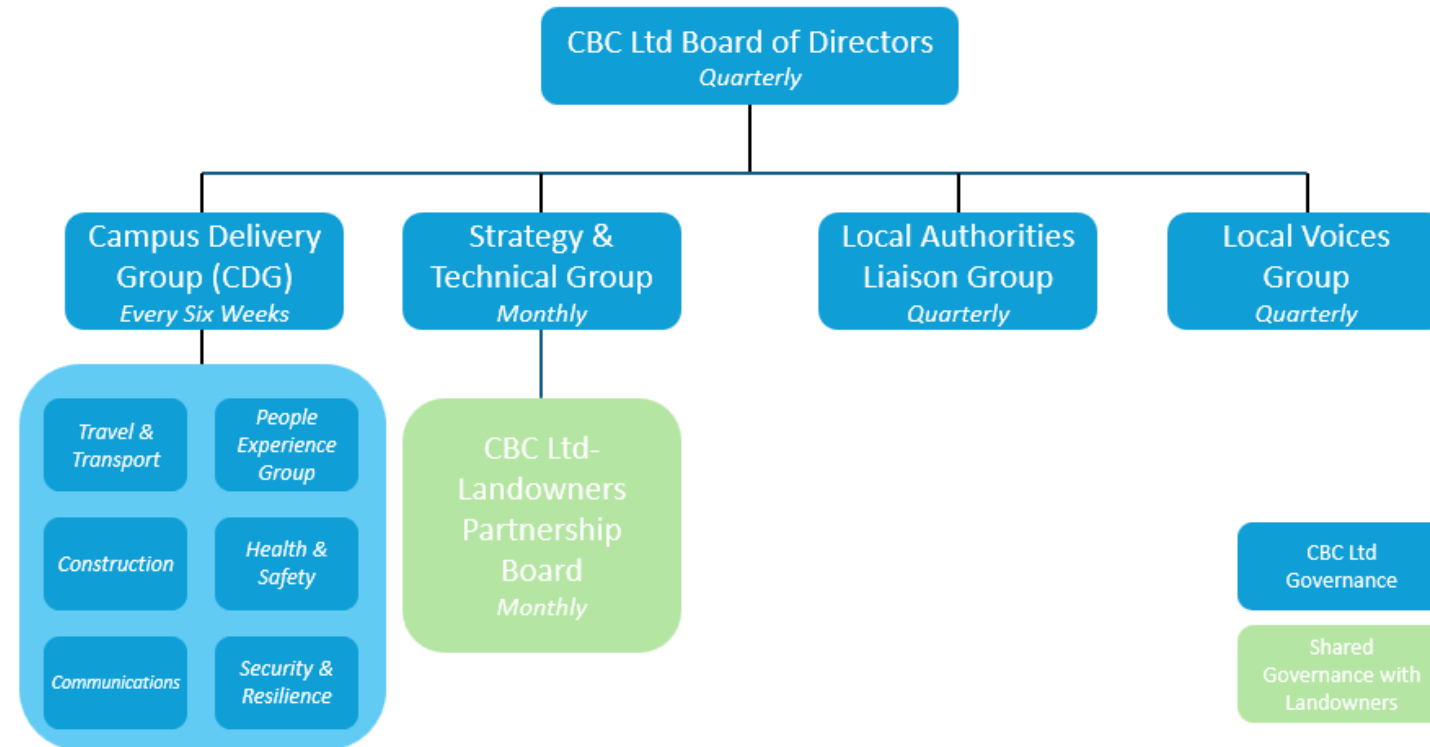 CBC Ltd Board of Directors
Quarterly
Campus Delivery
Group (CDG)
Every Six Weeks
Strategy &
Technical Group
Monthly
Local Authorities
Liaison Group
Quarterly
Local Voices
Group
Quarterly
Travel &
Transport
People
Experience
Group
Construction
Health &
Safety
Communications
Security &
Resilience
CBC Ltd-
Landowners
Partnership
Board
Monthly
CBC Ltd
Governance
Shared
Governance with
Landowners